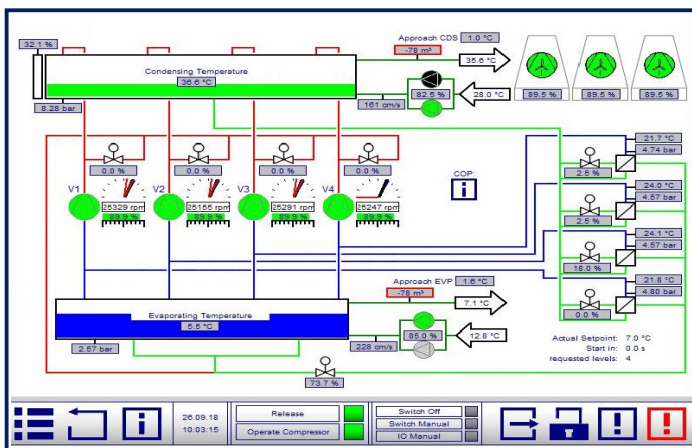 Approach CDS 1.0 °C
32.1 %
-78 m³
Condensing Temperature
36.6 °C
35.6 °C
8.28 bar
161 cm/s
82.5 %
28.0 °C
89.5 %
89.5 %
89.5 %
21.7 °C
4.74 bar
0.0 %
0.0 %
0.0 %
0.0 %
2.5 %
V1
V2
V3
V4
COP:
i
24.0 °C
4.57 bar
25329 rpm
25155 rpm
25291 rpm
25247 rpm
89.9 %
89.9 %
89.9 %
89.9 %
2.5 %
24.1 °C
4.57 bar
18.0 %
Approach EVP 1.6 °C
-78 m³
21.8 °C
4.80 bar
7.1 °C
0.0 %
Evaporating Temperature
5.5 °C
2.57 bar
228 cm/s
85.0 %
12.8 °C
Actual Setpoint: 7.0 °C
Start in: 0.0 s
requested levels: 4
73.7 %
i
26.09.18
10:03:15
Release
Operate Compressor
Switch Off
Switch Manual
IO Manual
!
!